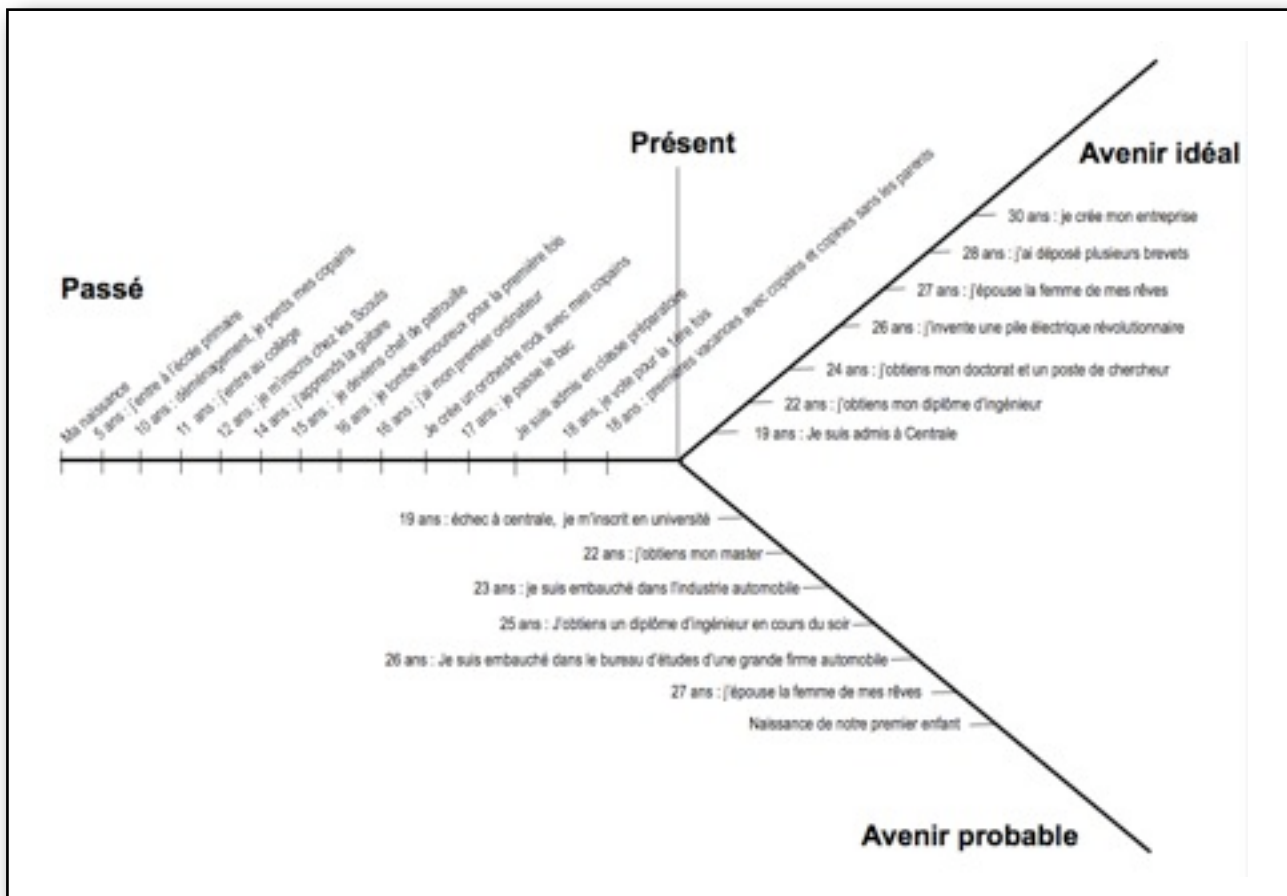 Présent
Avenir idéal
Passé
Ma naissance
5 ans : j'entre à l'école primaire
10 ans : déménagement, je perds mes copains
11 ans : j'entre au collège
12 ans : je m'inscris chez les Scouts
14 ans : j'apprends la guitare
15 ans : je deviens chef de patrouille
16 ans : je tombe amoureux pour la première fois
16 ans : j'ai mon premier ordinateur
Je crée un orchestre rock avec mes copains
17 ans : je passe le bac
Je suis admis en classe préparatoire
18 ans, je vote pour la 1ère fois
18 ans : premières vacances avec copains et copines sans les parents
30 ans : je crée mon entreprise
28 ans : j'ai déposé plusieurs brevets
27 ans : j'épouse la femme de mes rêves
26 ans : j'invente une pile électrique révolutionnaire
24 ans : j'obtiens mon doctorat et un poste de chercheur
22 ans : j'obtiens mon diplôme d'ingénieur
19 ans : Je suis admis à Centrale
19 ans : échec à centrale, je m'inscrit en université
22 ans : j'obtiens mon master
23 ans : je suis embauché dans l'industrie automobile
25 ans : J'obtiens un diplôme d'ingénieur en cours du soir
26 ans : Je suis embauché dans le bureau d'études d'une grande firme automobile
27 ans : j'épouse la femme de mes rêves
Naissance de notre premier enfant
Avenir probable